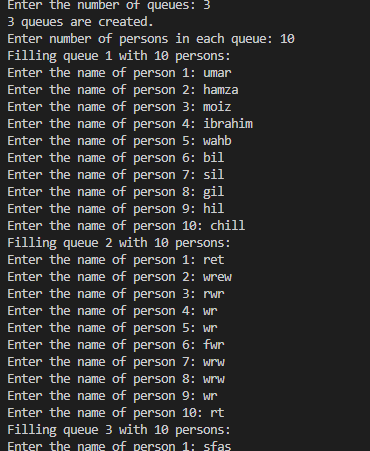 Enter the number of queues: 3
3 queues are created.
Enter number of persons in each queue: 10
Filling queue 1 with 10 persons:
Enter the name of person 1: umar
Enter the name of person 2: hamza
Enter the name of person 3: moiz
Enter the name of person 4: ibrahim
Enter the name of person 5: wahb
Enter the name of person 6: bil
Enter the name of person 7: sil
Enter the name of person 8: gil
Enter the name of person 9: hil
Enter the name of person 10: chill
Filling queue 2 with 10 persons:
Enter the name of person 1: ret
Enter the name of person 2: wrew
Enter the name of person 3: rwr
Enter the name of person 4: wr
Enter the name of person 5: wr
Enter the name of person 6: fwr
Enter the name of person 7: wrw
Enter the name of person 8: wrw
Enter the name of person 9: wr
Enter the name of person 10: rt
Filling queue 3 with 10 persons:
Enter the name of person 1: sfas